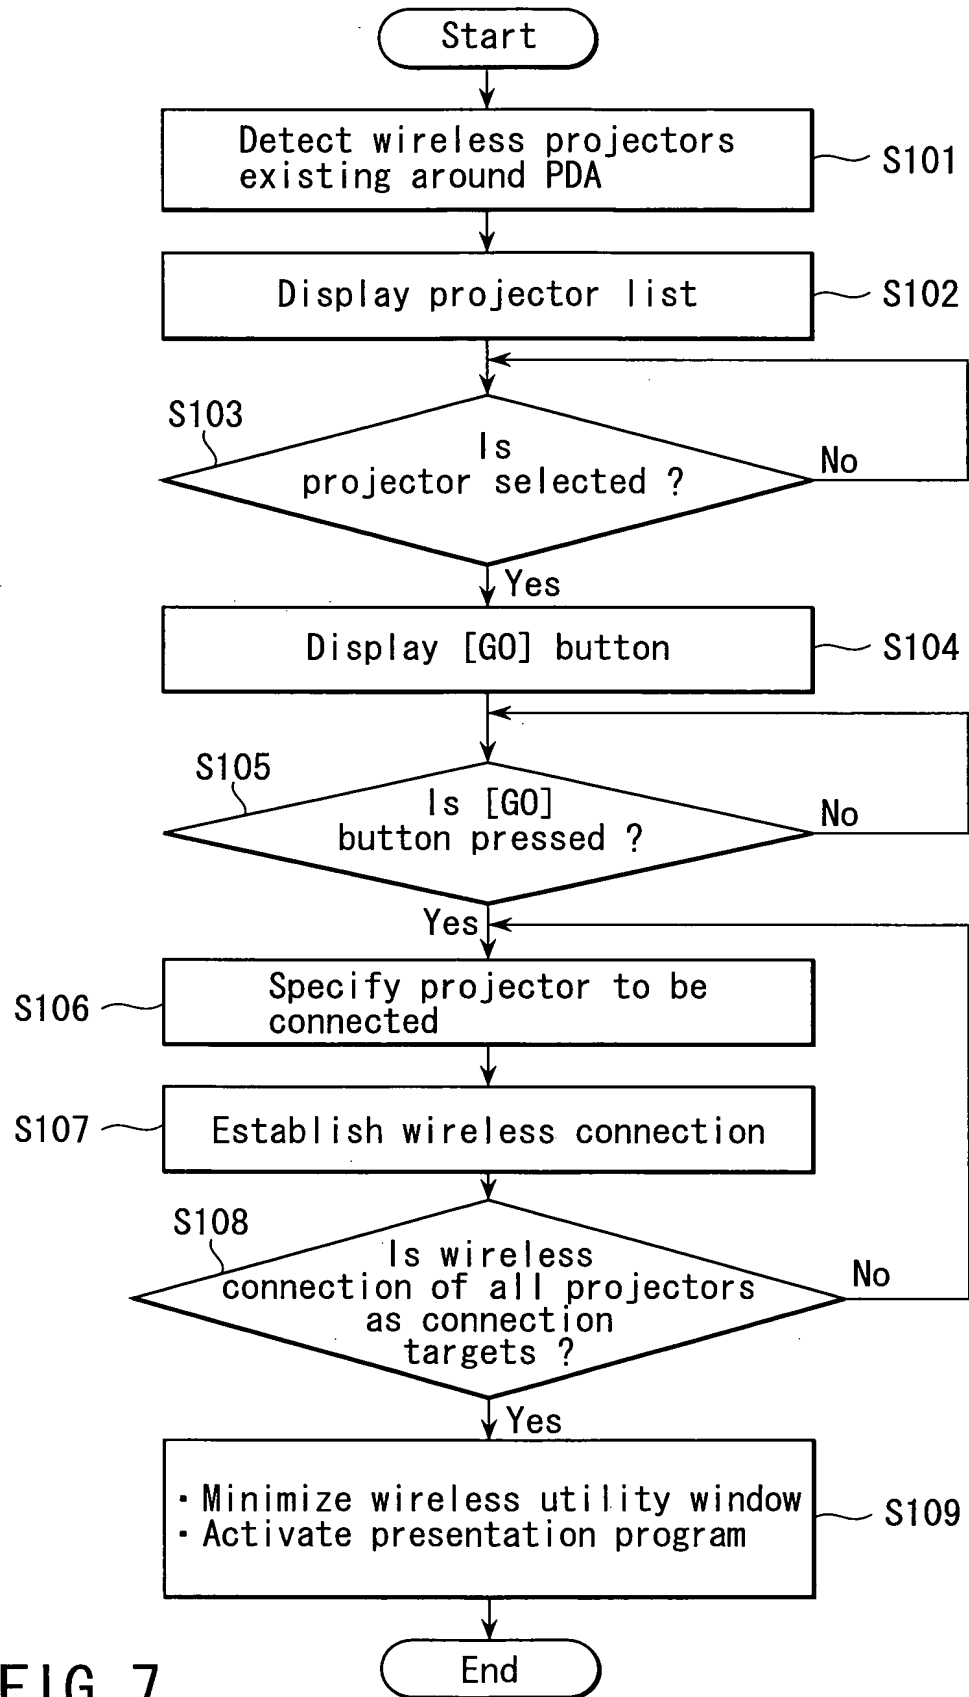 Start
Detect wireless projectors
existing around PDA
S101
Display projector list
S102
S103
Is
projector selected ?
No
Yes
Display [GO] button
S104
S105
Is [GO]
button pressed ?
No
Yes
S106
Specify projector to be
connected
S107
Establish wireless connection
S108
Is wireless
connection of all projectors
as connection
targets ?
No
Yes
· Minimize wireless utility window
· Activate presentation program
S109
End
FIG. 7